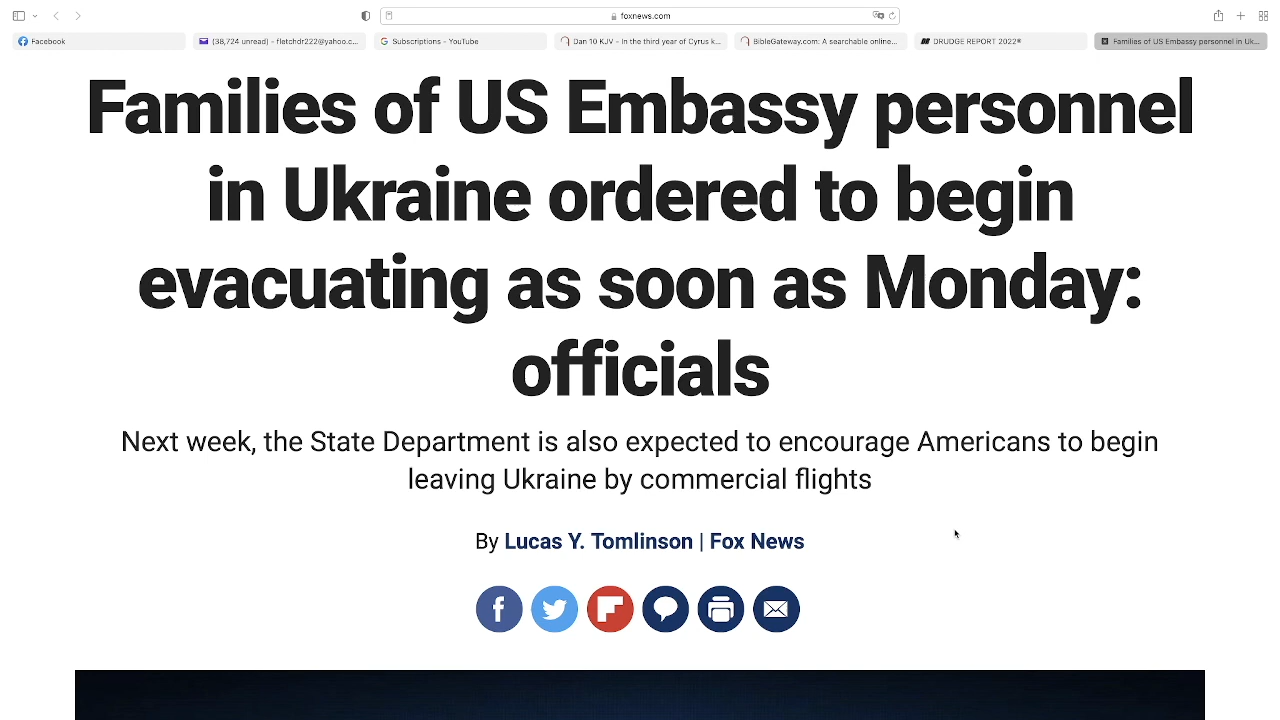 foxnews.com
Facebook
(38,724 unread) - fletchdr222@yahoo.c...
Subscriptions - YouTube
Dan 10 KJV - In the third year of Cyrus k...
BibleGateway.com: A searchable online...
DRUDGE REPORT 2022®
Families of US Embassy personnel in Uk...
Families of US Embassy personnel
in Ukraine ordered to begin
evacuating as soon as Monday:
officials
Next week, the State Department is also expected to encourage Americans to begin
leaving Ukraine by commercial flights
By Lucas Y. Tomlinson | Fox News